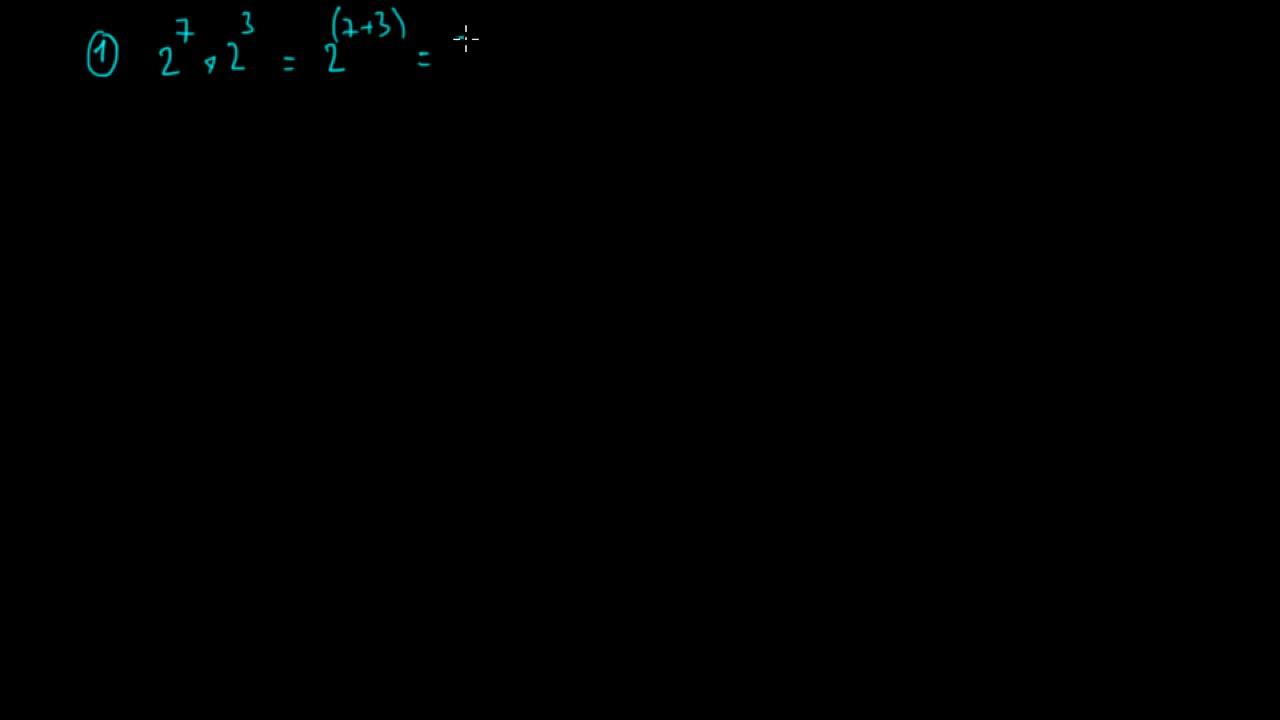 ① 2^7 · 2^3 = 2^(7+3) =